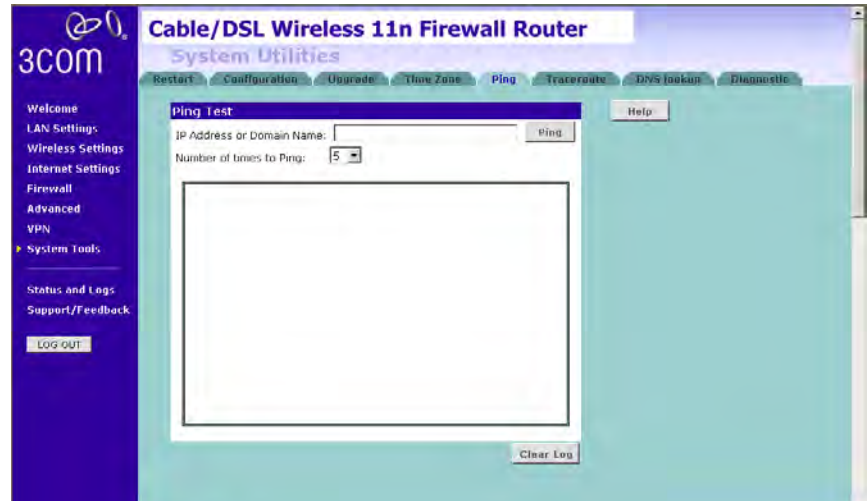 3COM
Cable/DSL Wireless 11n Firewall Router
System Utilities
Restart Configuration Upgrade Time Zone Ping Traceroute DNS lookup Diagnostic
Welcome
LAN Settings
Wireless Settings
Internet Settings
Firewall
Advanced
VPN
System Tools
Status and Logs
Support/Feedback
LOG OUT
Ping Test
Help
IP Address or Domain Name: Ping
Number of times to Ping: 5
Clear Log